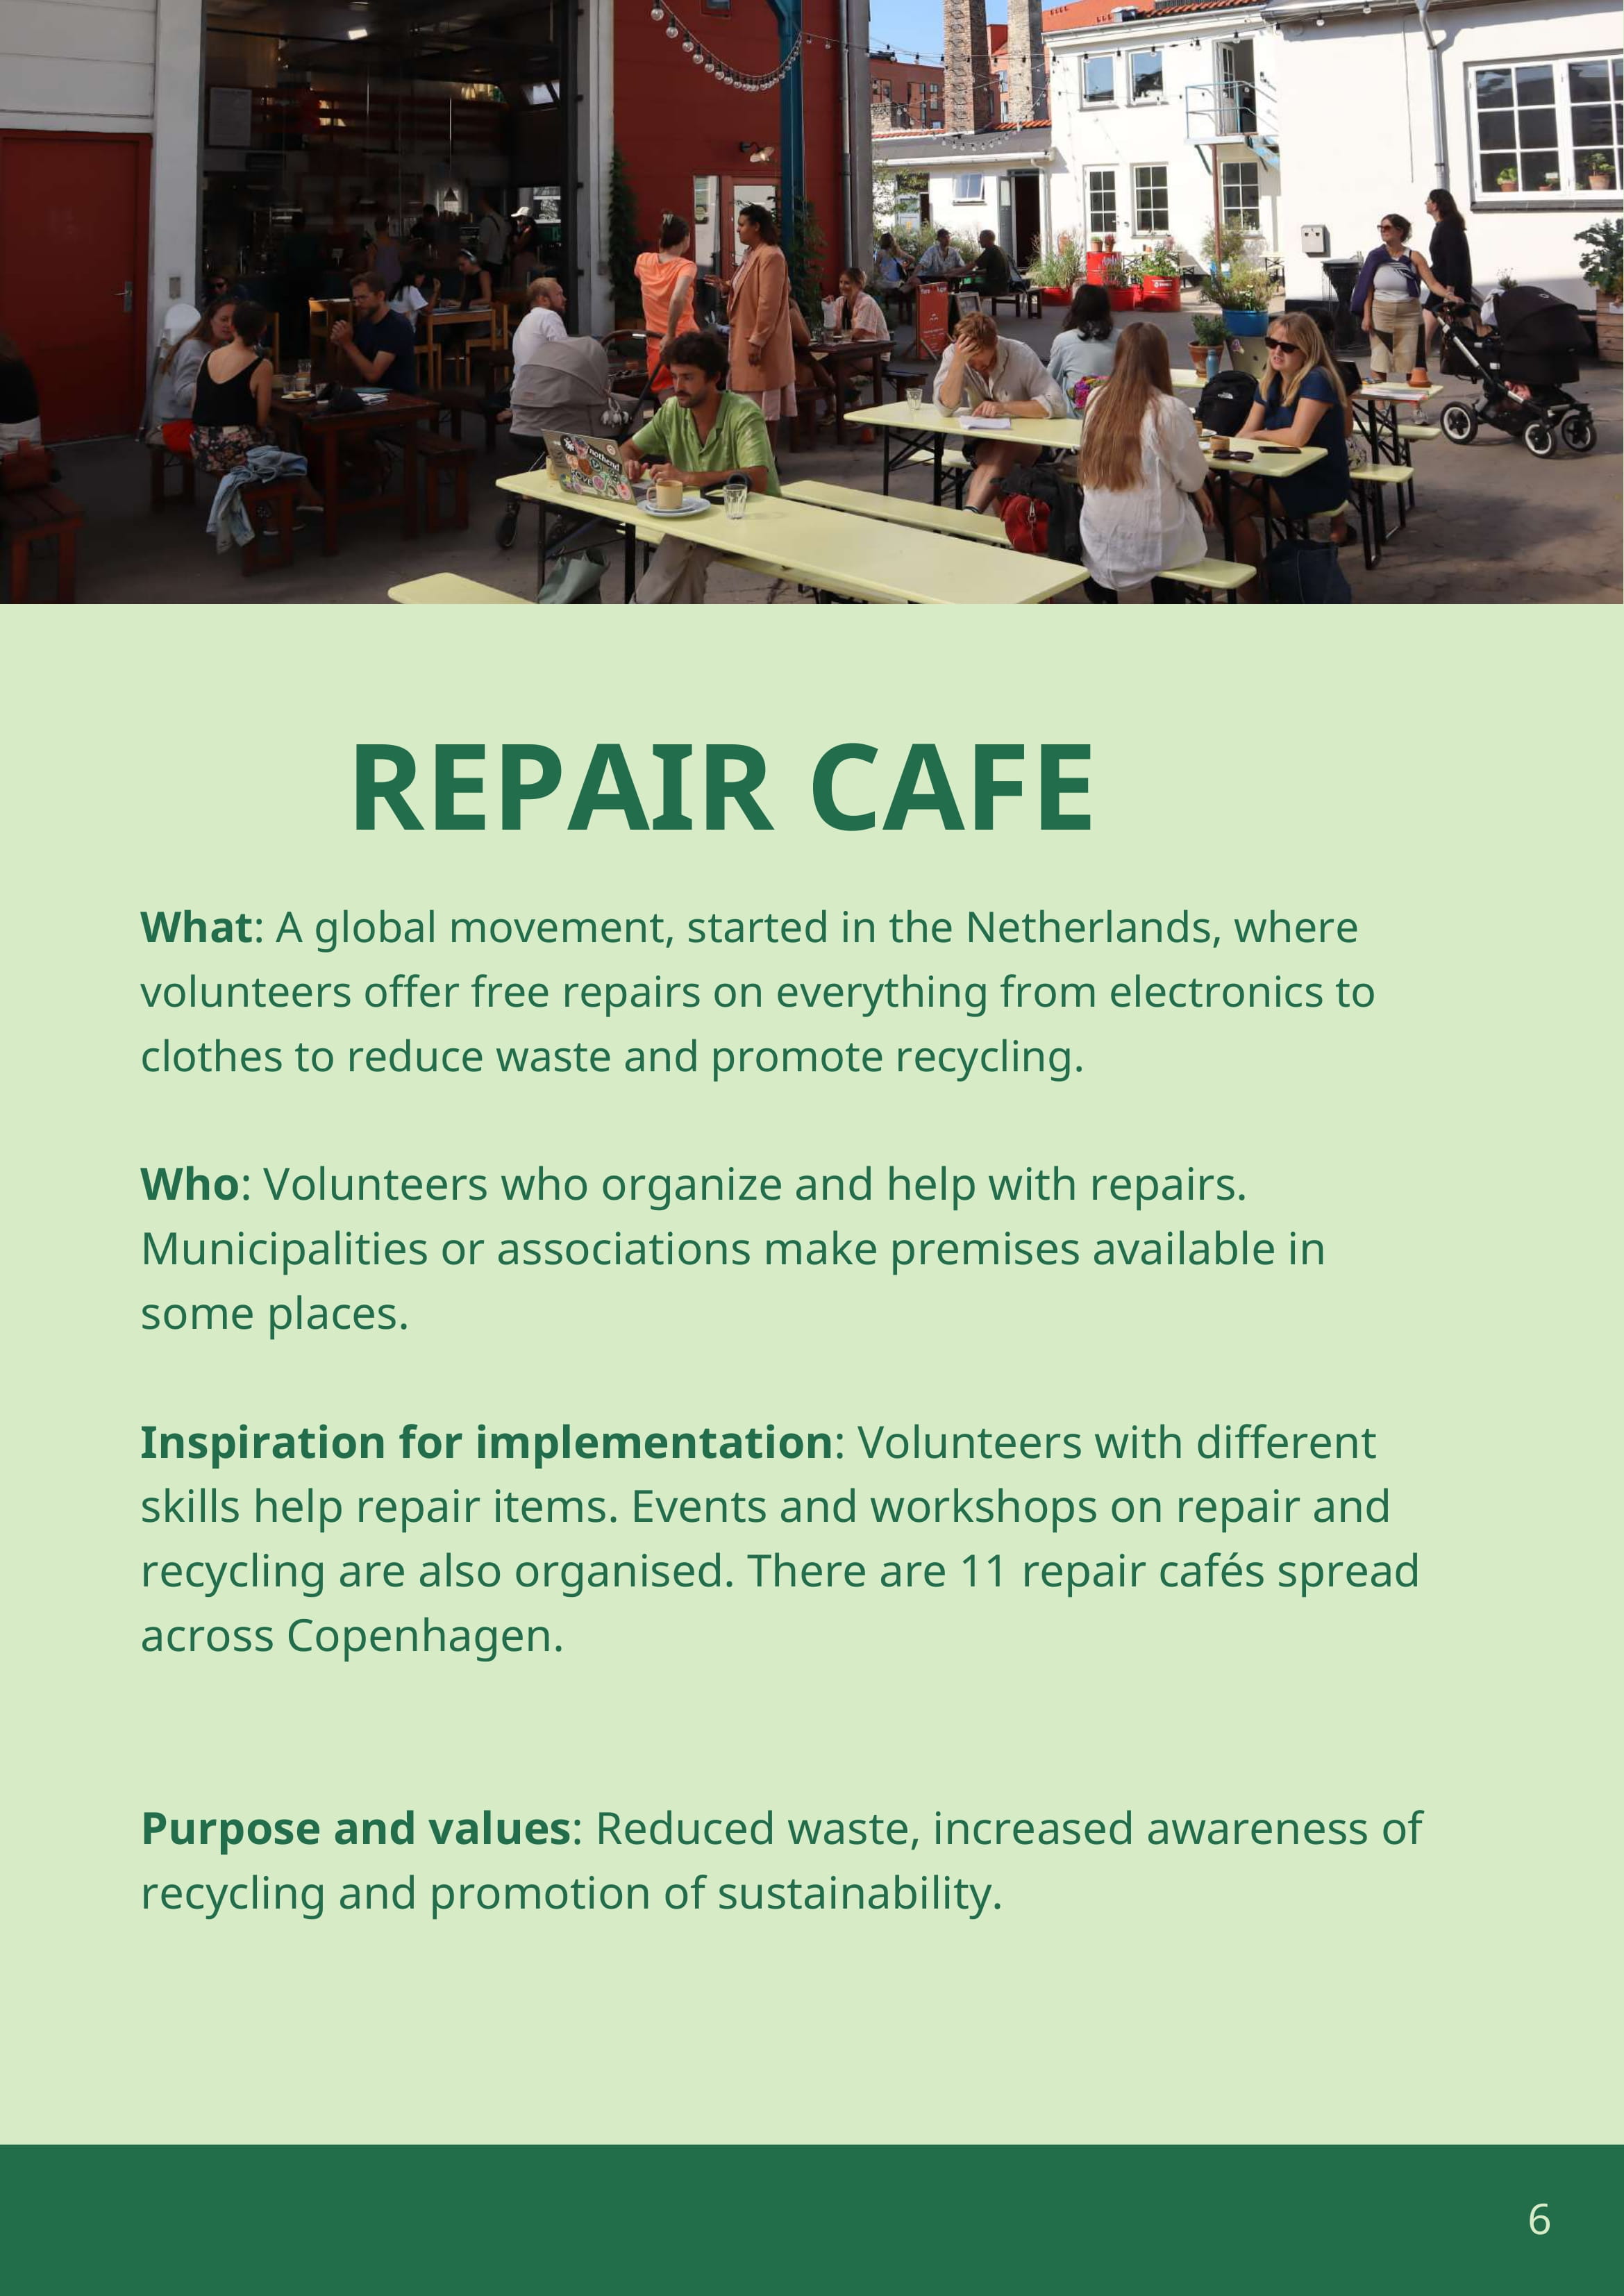 REPAIR CAFE
What: A global movement, started in the Netherlands, where
volunteers offer free repairs on everything from electronics to
clothes to reduce waste and promote recycling.
Who: Volunteers who organize and help with repairs.
Municipalities or associations make premises available in
some places.
Inspiration for implementation: Volunteers with different
skills help repair items. Events and workshops on repair and
recycling are also organised. There are 11 repair cafés spread
across Copenhagen.
Purpose and values: Reduced waste, increased awareness of
recycling and promotion of sustainability.
6